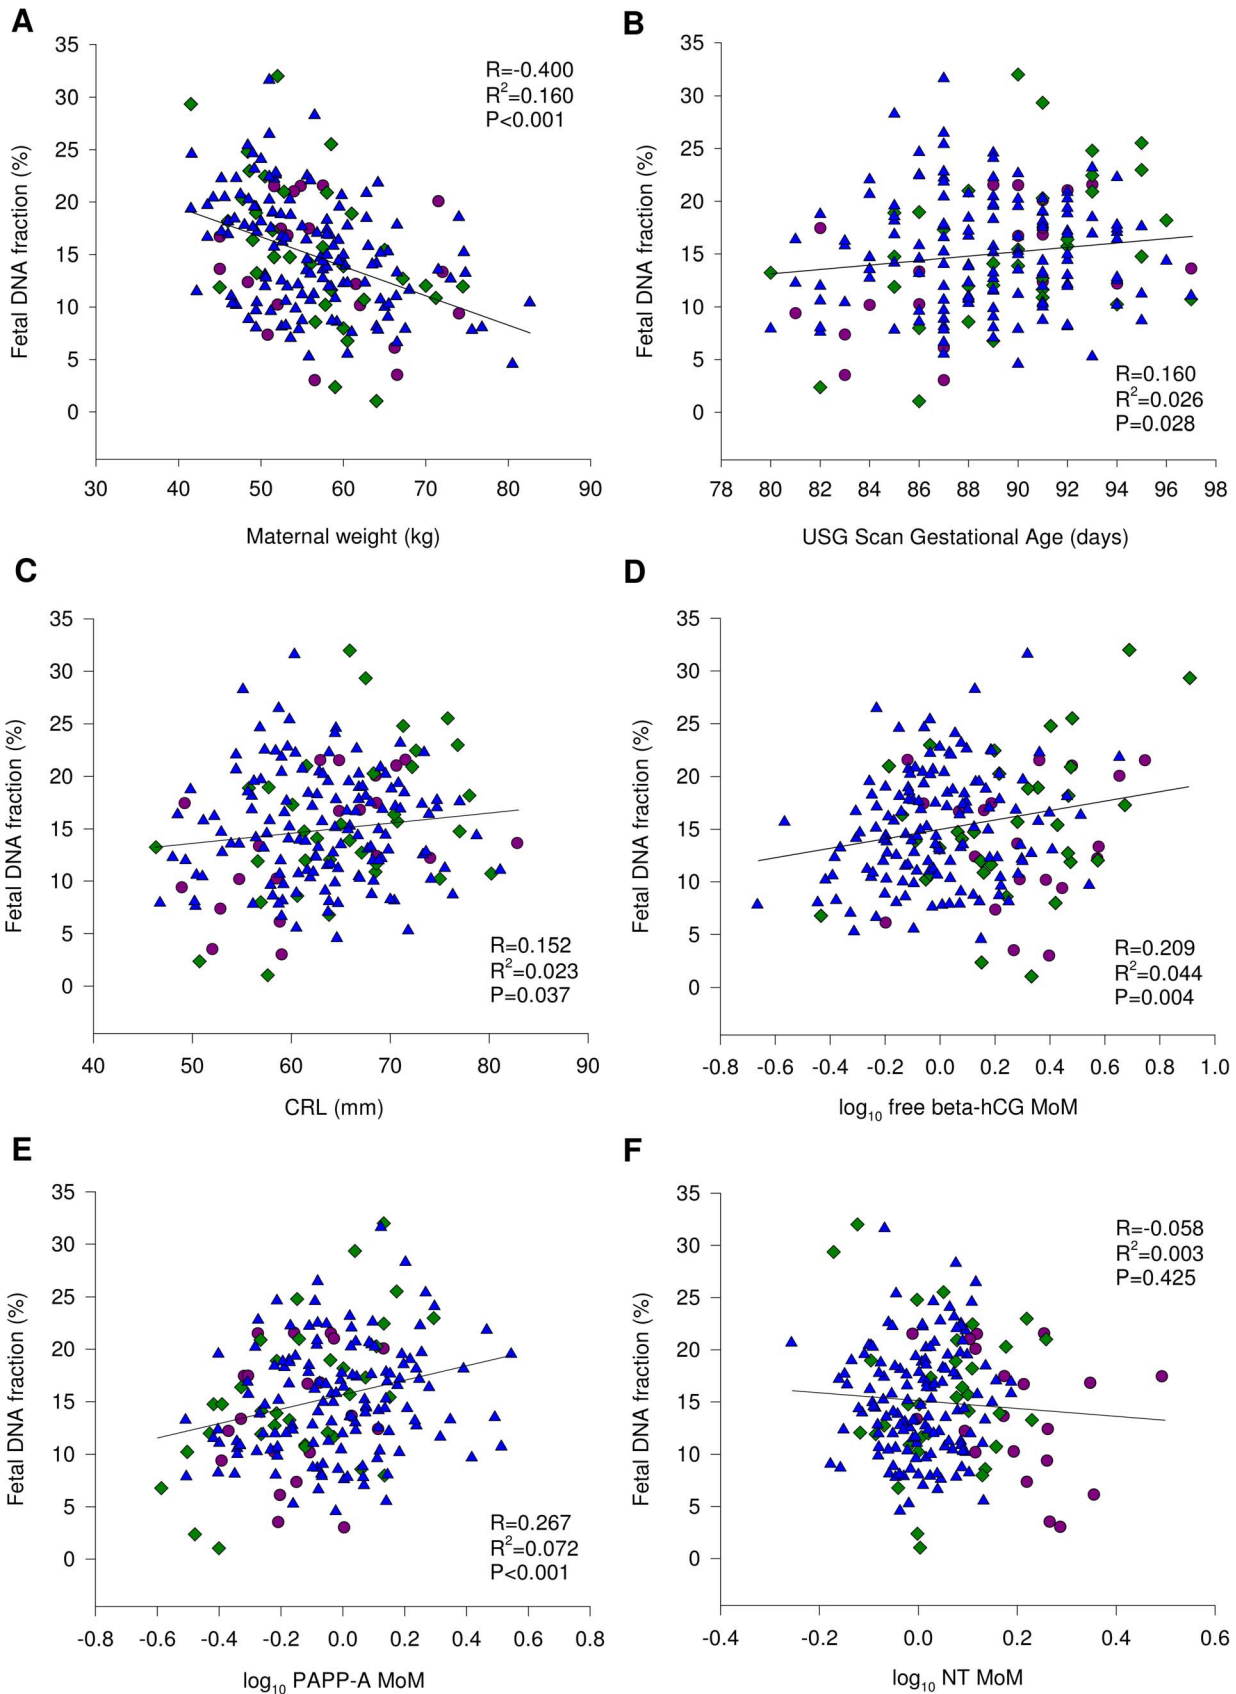 A
35
30
25
20
15
10
5
0
Fetal DNA fraction (%)
R=-0.400
R²=0.160
P<0.001
30 40 50 60 70 80 90
Maternal weight (kg)
B
35
30
25
20
15
10
5
0
Fetal DNA fraction (%)
R=0.160
R²=0.026
P=0.028
78 80 82 84 86 88 90 92 94 96 98
USG Scan Gestational Age (days)
C
35
30
25
20
15
10
5
0
Fetal DNA fraction (%)
R=0.152
R²=0.023
P=0.037
40 50 60 70 80 90
CRL (mm)
D
35
30
25
20
15
10
5
0
Fetal DNA fraction (%)
R=0.209
R²=0.044
P=0.004
-0.8 -0.6 -0.4 -0.2 0.0 0.2 0.4 0.6 0.8 1.0
log₁₀ free beta-hCG MoM
E
35
30
25
20
15
10
5
0
Fetal DNA fraction (%)
R=0.267
R²=0.072
P<0.001
-0.8 -0.6 -0.4 -0.2 0.0 0.2 0.4 0.6 0.8
log₁₀ PAPP-A MoM
F
35
30
25
20
15
10
5
0
Fetal DNA fraction (%)
R=-0.058
R²=0.003
P=0.425
-0.4 -0.2 0.0 0.2 0.4 0.6
log₁₀ NT MoM